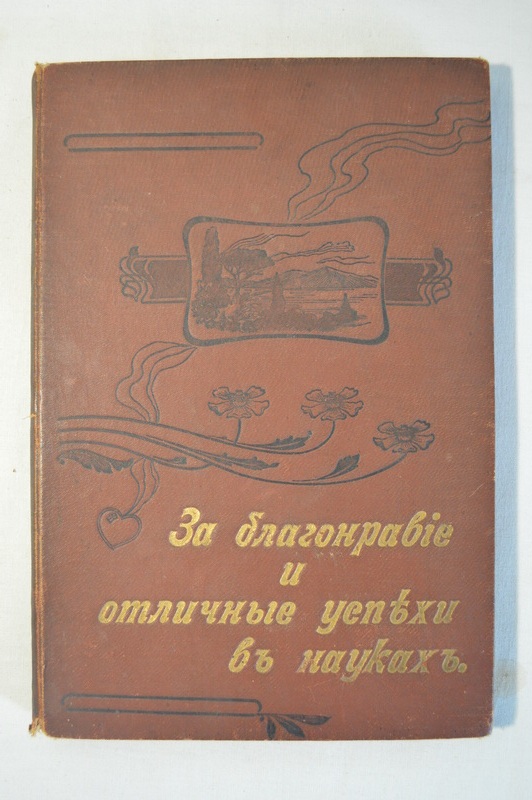 За благонравіе
и
отличные успѣхи
въ наукахъ.